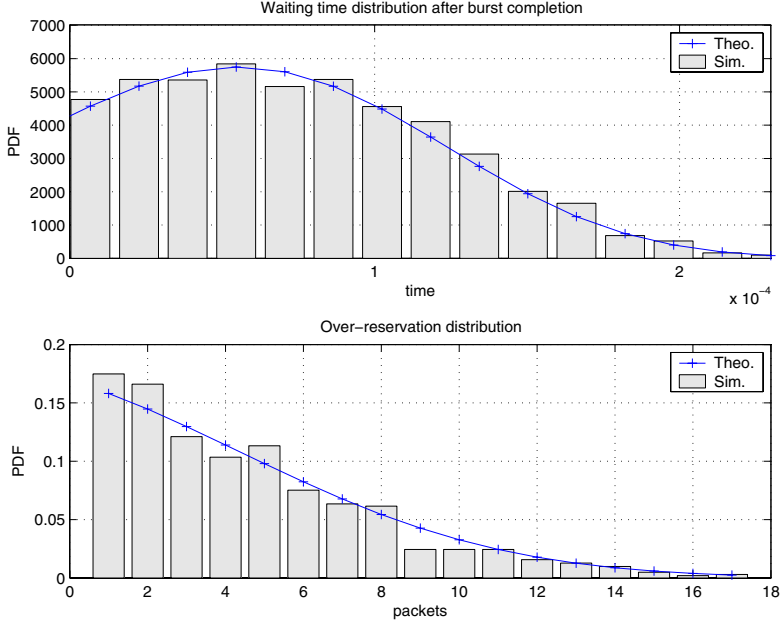 Waiting time distribution after burst completion
7000
6000
5000
4000
3000
2000
1000
0
PDF
Theo.
Sim.
0
1
2
time
x 10⁻⁴
Over−reservation distribution
0.2
0.15
0.1
0.05
0
PDF
Theo.
Sim.
0
2
4
6
8
10
12
14
16
18
packets